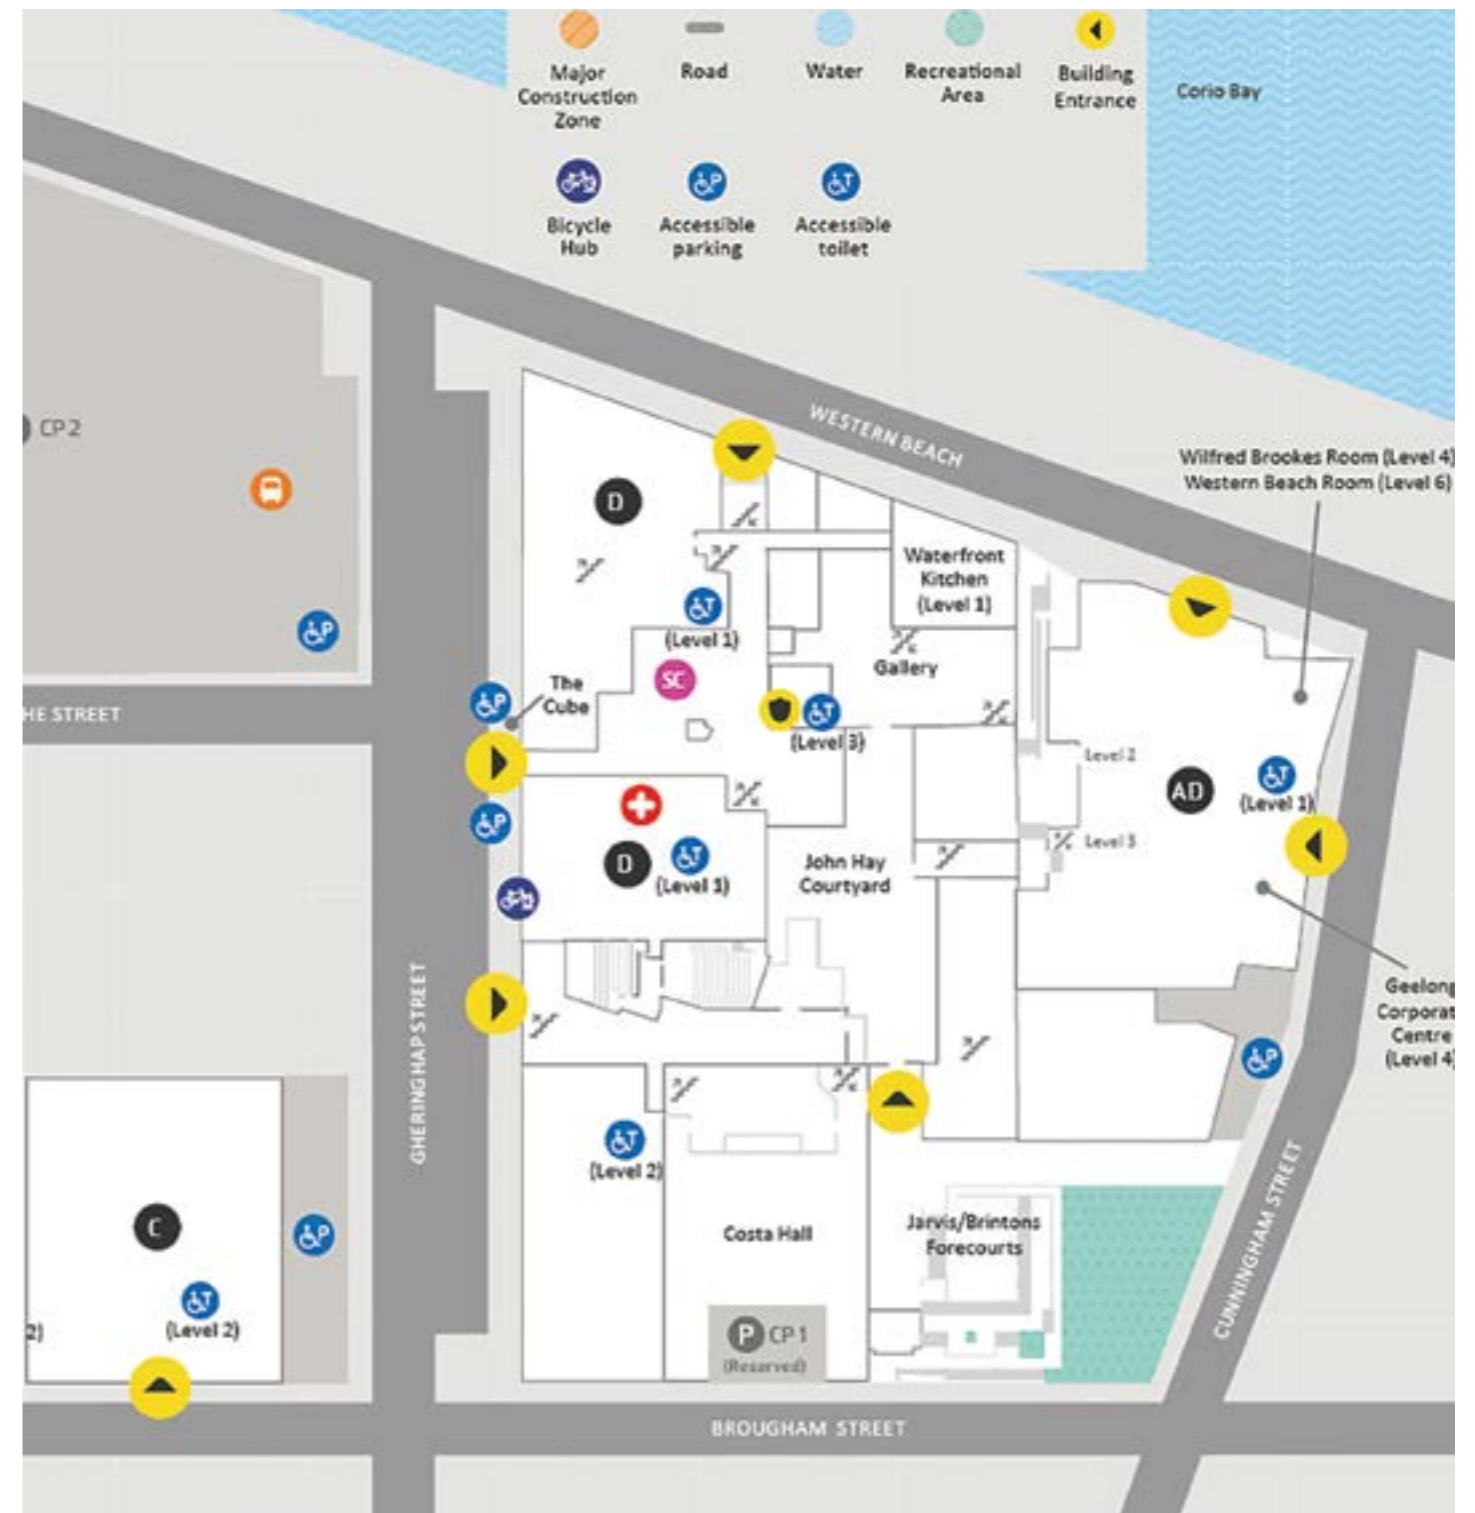 Major
Construction
Zone
Road
Water
Recreational
Area
Building
Entrance
Corio Bay
Bicycle
Hub
P
Accessible
parking
T
Accessible
toilet
CP 2
WESTERN BEACH
Wilfred Brookes Room (Level 4)
Western Beach Room (Level 6)
D
Waterfront
Kitchen
(Level 1)
T
(Level 1)
P
SC
Gallery
The
Cube
P
HE STREET
T
(Level 3)
Level 2
AD
T
(Level 1)
P
D
T
(Level 1)
John Hay
Courtyard
Level 3
GHERINGHAP STREET
Geelong
Corporat
Centre
(Level 4)
P
T
(Level 2)
C
P
Costa Hall
Jarvis/Brintons
Forecourts
CUNNINGHAM STREET
T
(Level 2)
2)
P CP 1
(Reserved)
BROUGHAM STREET